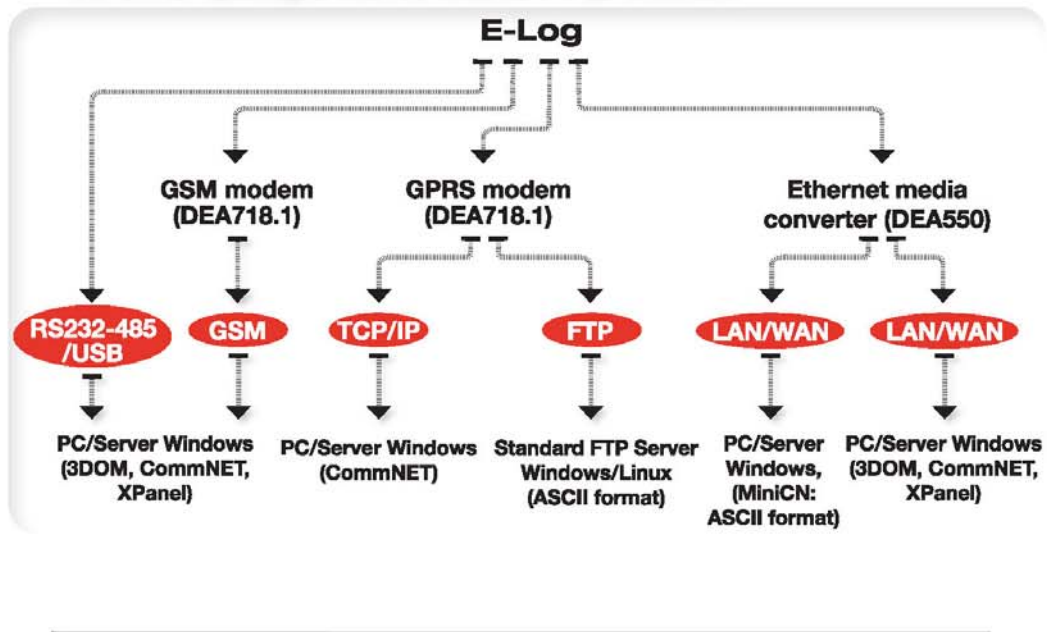 E-Log
GSM modem
(DEA718.1)
GPRS modem
(DEA718.1)
Ethernet media
converter (DEA550)
RS232-485
/USB
GSM
TCP/IP
FTP
LAN/WAN
LAN/WAN
PC/Server Windows
(3DOM, CommNET,
XPanel)
PC/Server Windows
(CommNET)
Standard FTP Server
Windows/Linux
(ASCII format)
PC/Server
Windows,
(MiniCN:
ASCII format)
PC/Server Windows
(3DOM, CommNET,
XPanel)